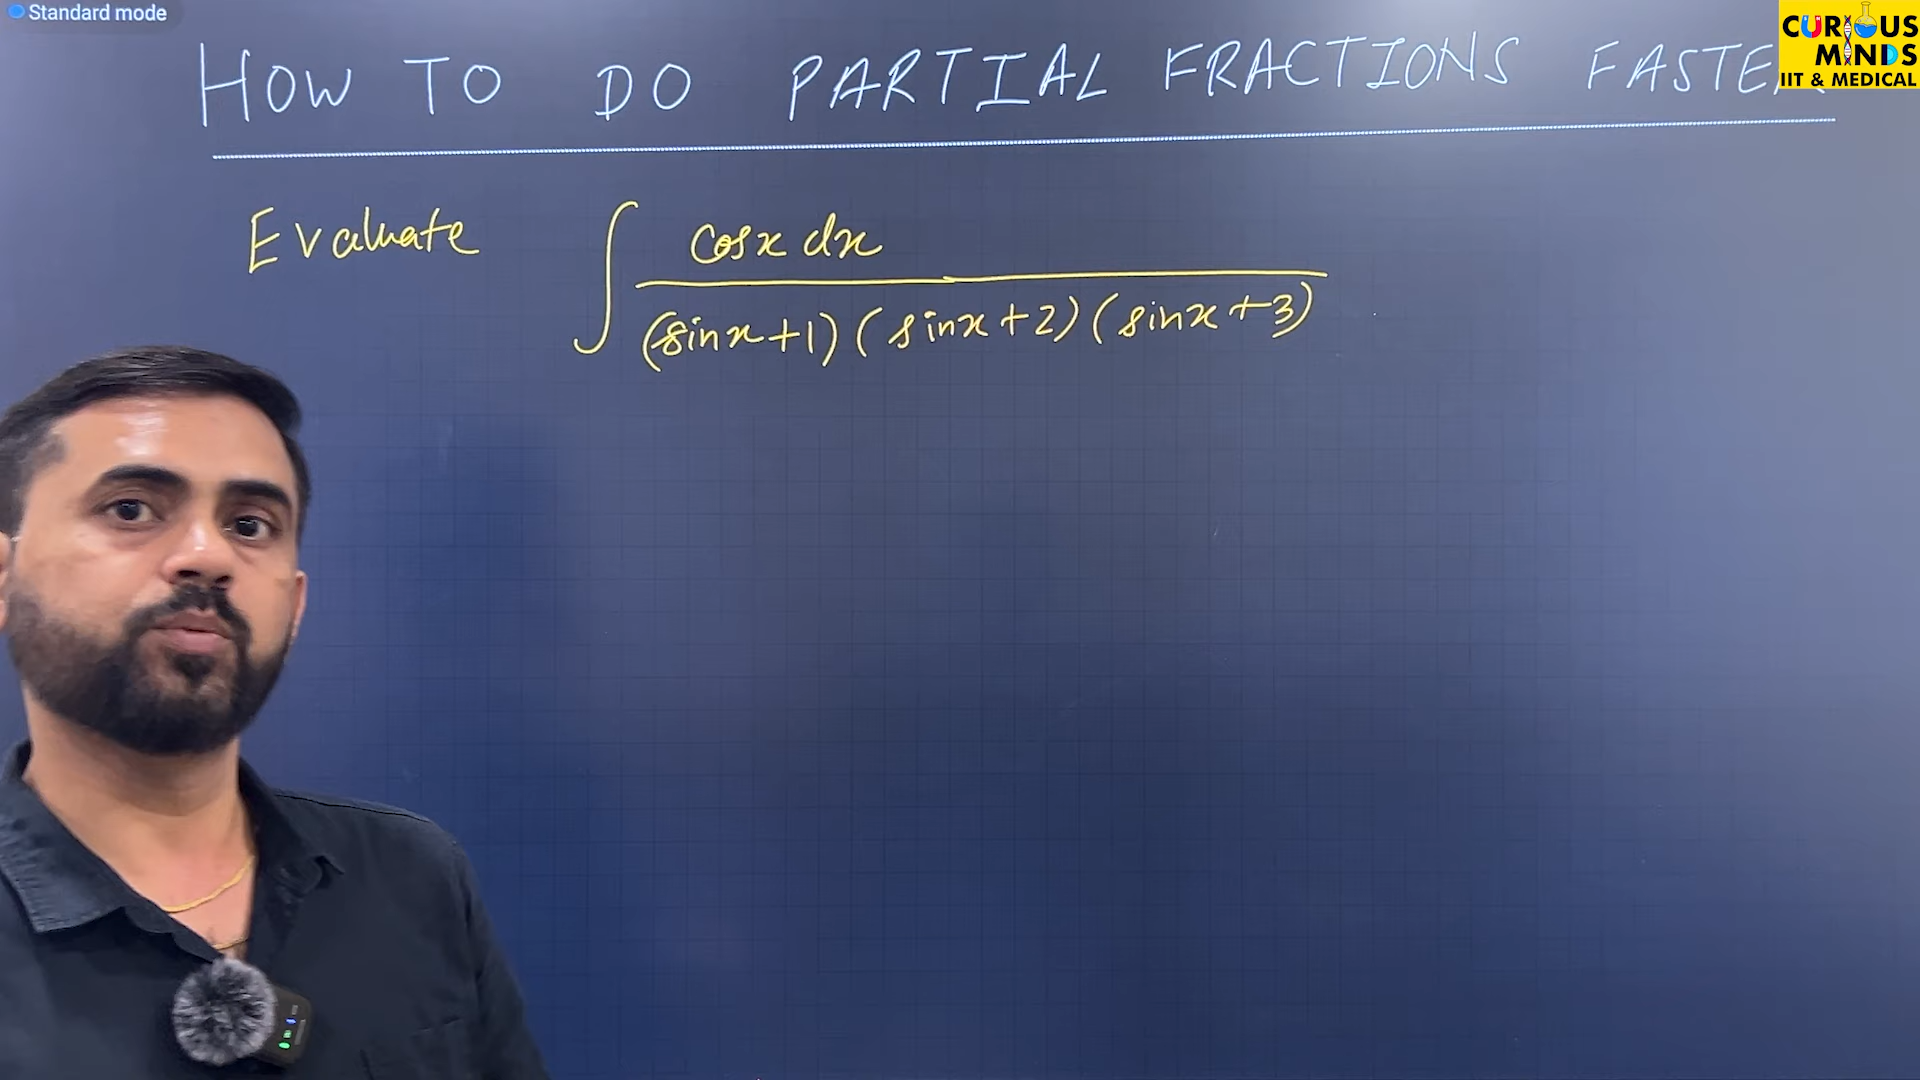 Standard mode
CURIOUS
MINDS
IIT & MEDICAL
HOW TO DO PARTIAL FRACTIONS FASTE
Evaluate ∫ cosx dx
(sinx+1)(sinx+2)(sinx+3)